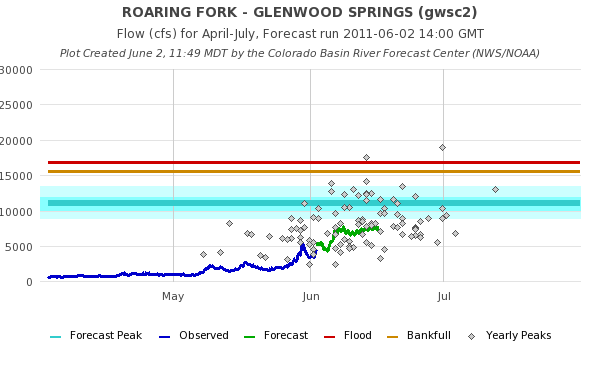 ROARING FORK - GLENWOOD SPRINGS (gwsc2)
Flow (cfs) for April-July, Forecast run 2011-06-02 14:00 GMT
Plot Created June 2, 11:49 MDT by the Colorado Basin River Forecast Center (NWS/NOAA)
30000
25000
20000
15000
10000
5000
0
May Jun Jul
Forecast Peak Observed Forecast Flood Bankfull Yearly Peaks